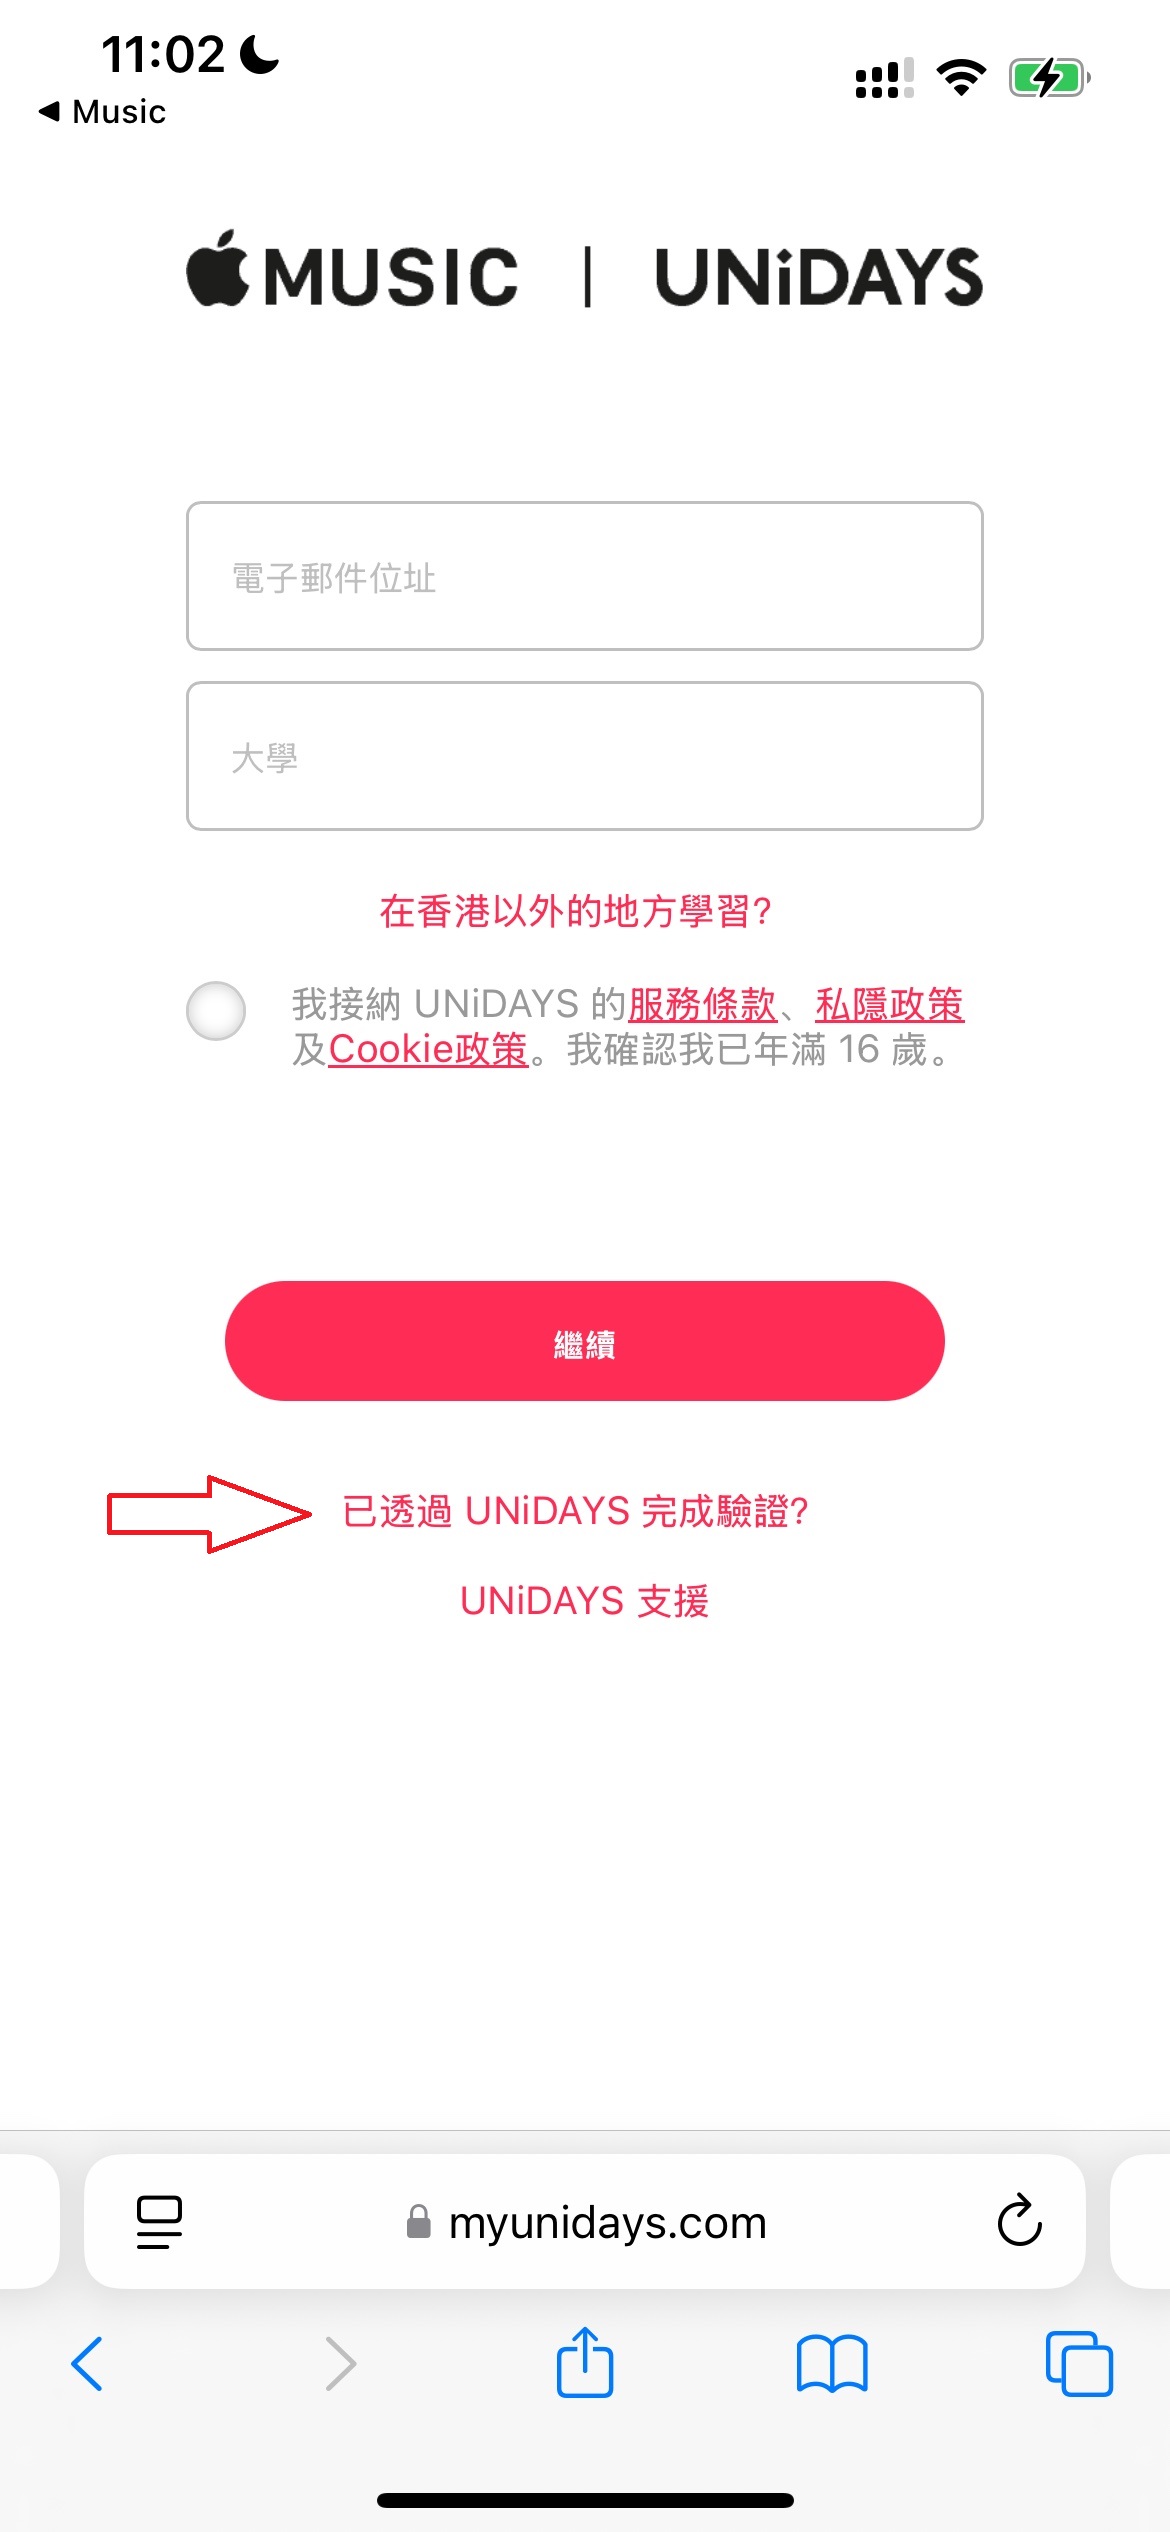 11:02
Music
MUSIC | UNiDAYS
電子郵件位址
大學
在香港以外的地方學習?
我接納 UNiDAYS 的服務條款、私隱政策
及Cookie政策。我確認我已年滿 16 歲。
繼續
已透過 UNiDAYS 完成驗證?
UNiDAYS 支援
myunidays.com